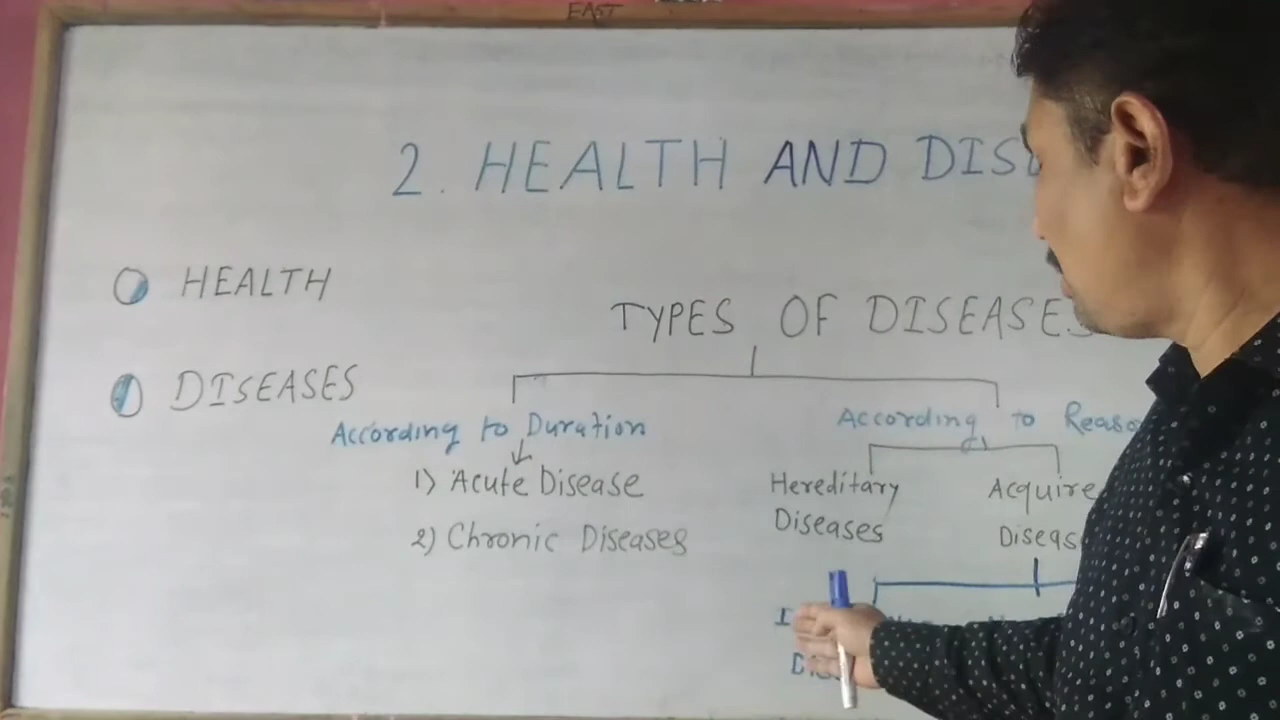 EAST
2. HEALTH AND DIS
HEALTH
TYPES OF DISEASES
DISEASES
According to Duration
According to Reaso
1) Acute Disease
2) Chronic Diseases
Hereditary
Diseases
Acquire
Diseas